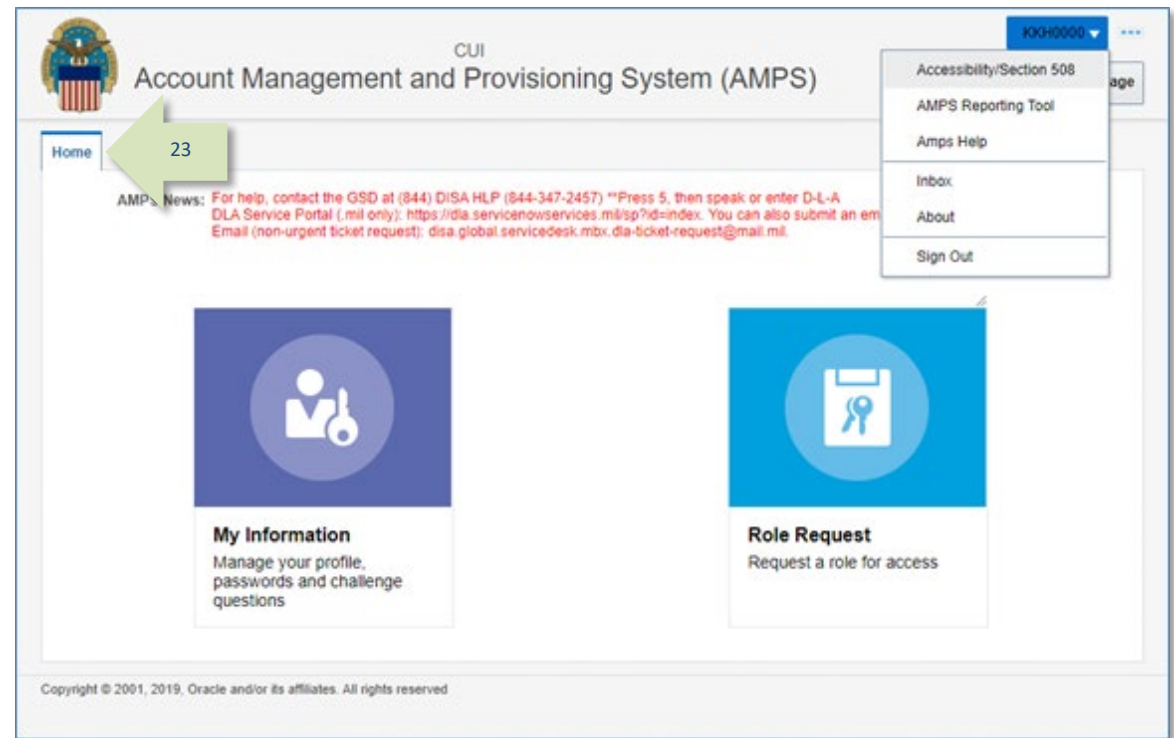 CUI
Account Management and Provisioning System (AMPS)
KKH0000
age
Accessibility/Section 508
AMPS Reporting Tool
Amps Help
Inbox
About
Sign Out
Home
23
AMPS News: For help, contact the GSD at (844) DISA HLP (844-347-2457) **Press 5, then speak or enter D-L-A
DLA Service Portal (.mil only): https://dla.servicenowservices.mil/sp?id=index. You can also submit an em
Email (non-urgent ticket request): disa.global.servicedesk.mbx.dla-ticket-request@mail.mil.
My Information
Manage your profile,
passwords and challenge
questions
Role Request
Request a role for access
Copyright © 2001, 2019, Oracle and/or its affiliates. All rights reserved